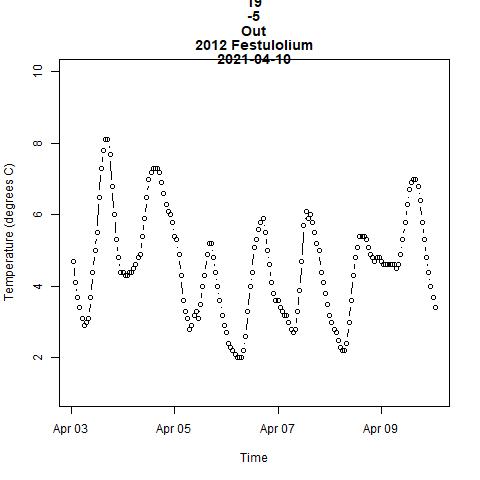 19
-5
Out
2012 Festulolium
2021-04-10
10
8
6
4
2
Temperature (degrees C)
Apr 03
Apr 05
Apr 07
Apr 09
Time